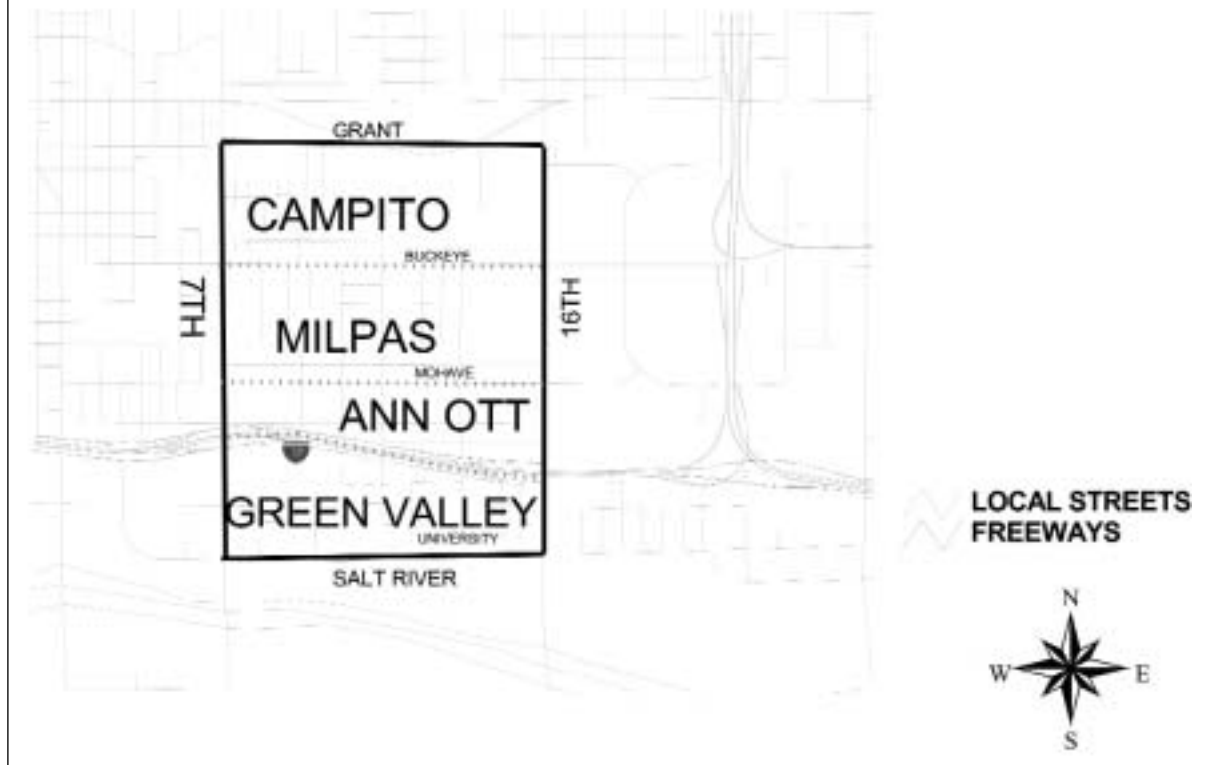 GRANT
CAMPITO
BUCKEYE
7TH
16TH
MILPAS
MOHAVE
ANN OTT
GREEN VALLEY
UNIVERSITY
SALT RIVER
LOCAL STREETS
FREEWAYS
N
W
E
S